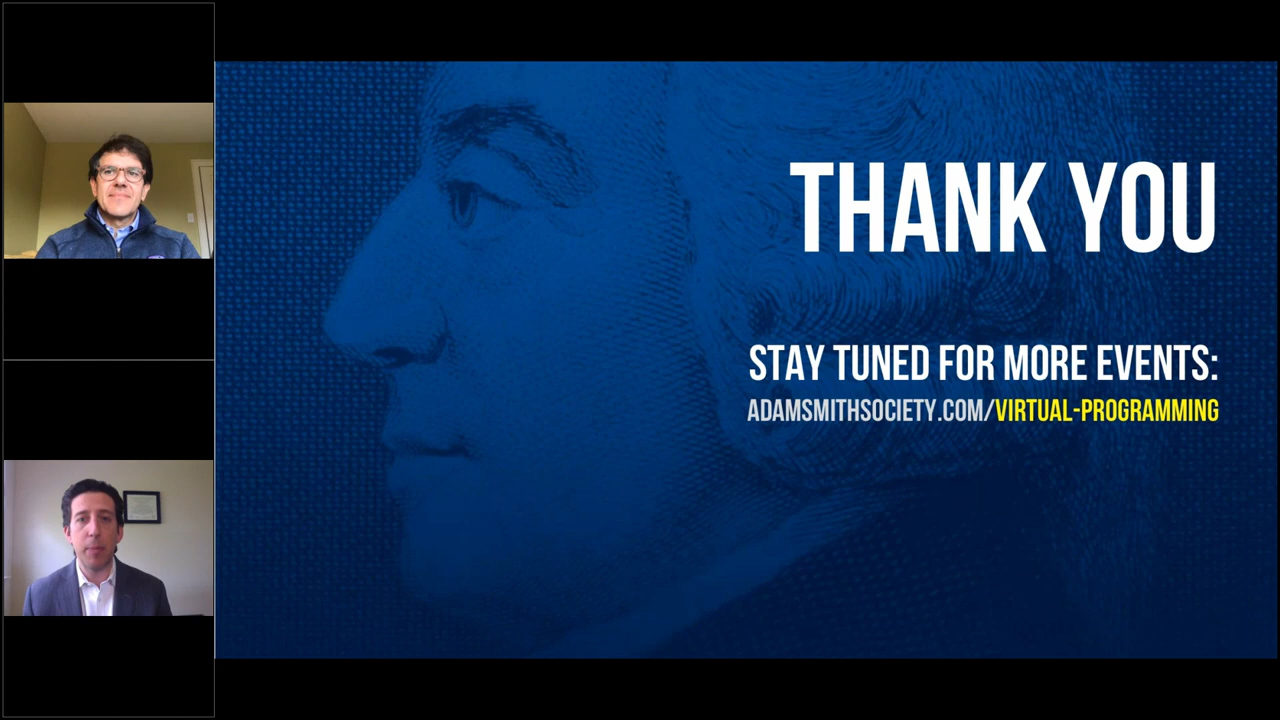 THANK YOU
STAY TUNED FOR MORE EVENTS:
ADAMSMITHSOCIETY.COM/VIRTUAL-PROGRAMMING